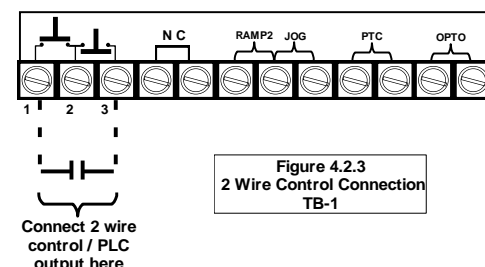 N C
RAMP2 JOG PTC OPTO
1 2 3
Figure 4.2.3
2 Wire Control Connection
TB-1
Connect 2 wire
control / PLC
output here